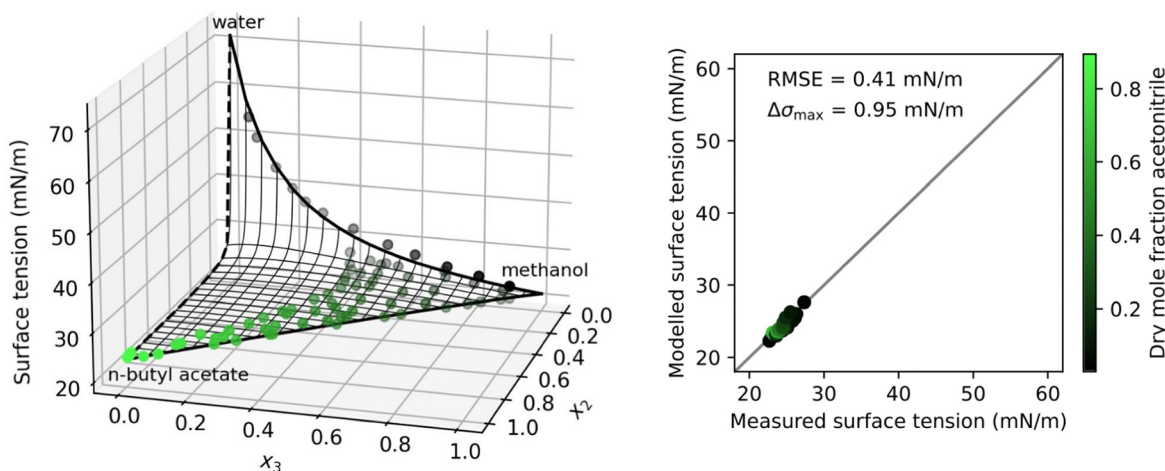 water
methanol
n-butyl acetate
Surface tension (mN/m)
70
60
50
40
30
20
0.0
0.2
0.4
0.6
0.8
1.0
x₃
0.0
0.2
0.4
0.6
0.8
1.0
x₂
RMSE = 0.41 mN/m
Δσmax = 0.95 mN/m
Modelled surface tension (mN/m)
60
50
40
30
20
20
30
40
50
60
Measured surface tension (mN/m)
0.8
0.6
0.4
0.2
Dry mole fraction acetonitrile